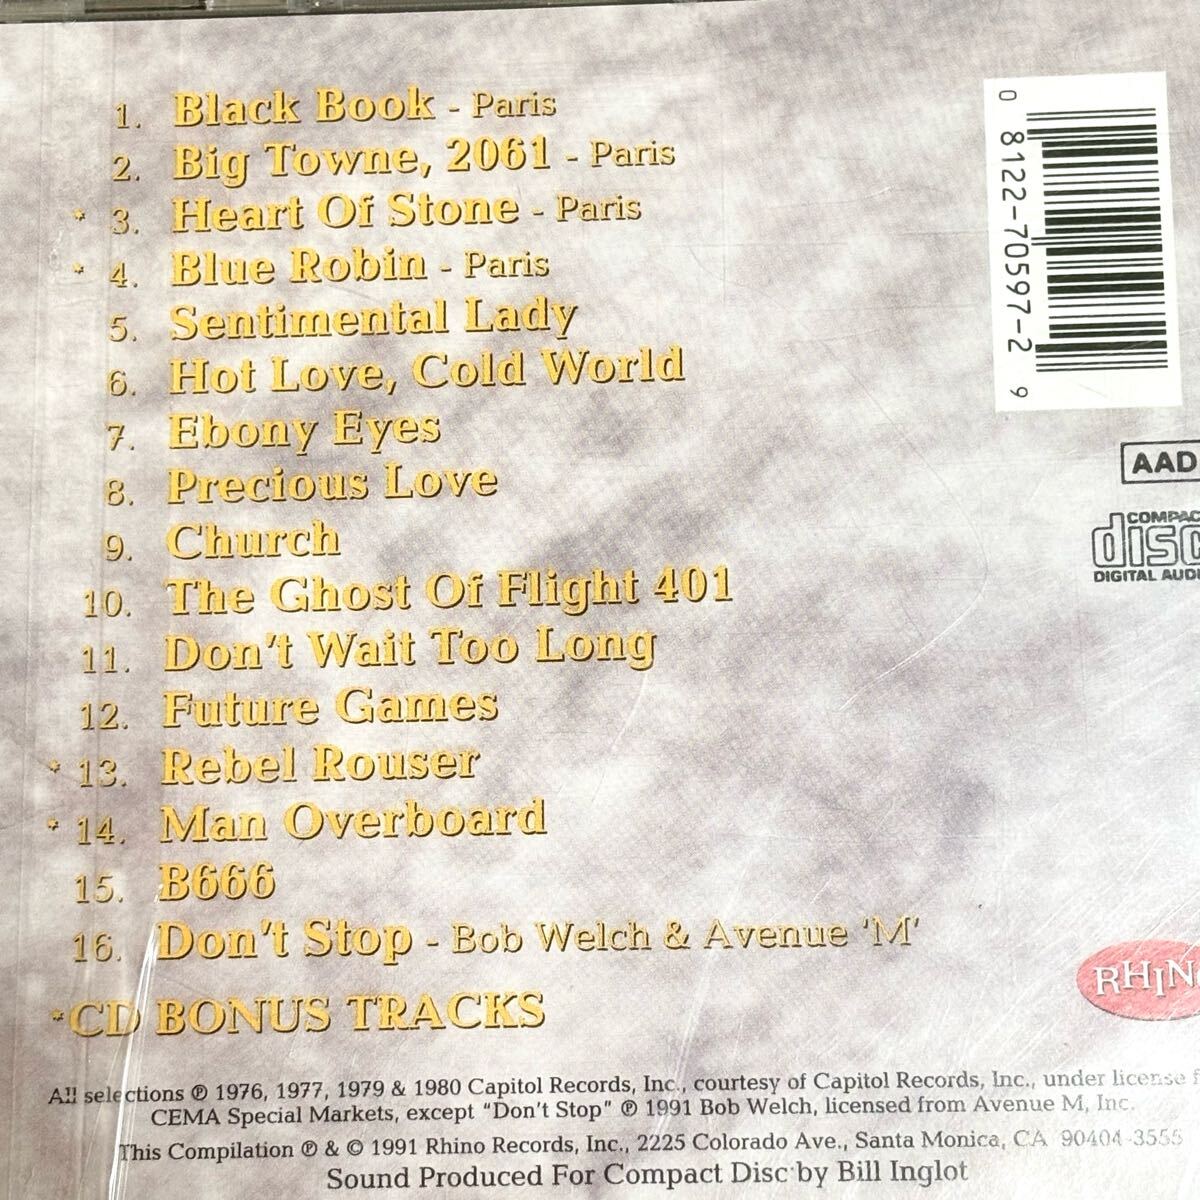 1. Black Book - Paris
2. Big Towne, 2061 - Paris
* 3. Heart Of Stone - Paris
* 4. Blue Robin - Paris
5. Sentimental Lady
6. Hot Love, Cold World
7. Ebony Eyes
8. Precious Love
9. Church
10. The Ghost Of Flight 401
11. Don't Wait Too Long
12. Future Games
* 13. Rebel Rouser
* 14. Man Overboard
15. B666
16. Don't Stop - Bob Welch & Avenue 'M'
*CD BONUS TRACKS
0 8122-70597-2 9
AAD
COMPAC
disc
DIGITAL AUDI
RHINO
All selections ℗ 1976, 1977, 1979 & 1980 Capitol Records, Inc., courtesy of Capitol Records, Inc., under license f
CEMA Special Markets, except "Don't Stop" ℗ 1991 Bob Welch, licensed from Avenue M, Inc.
This Compilation ℗ & © 1991 Rhino Records, Inc., 2225 Colorado Ave., Santa Monica, CA 90404-3555
Sound Produced For Compact Disc by Bill Inglot